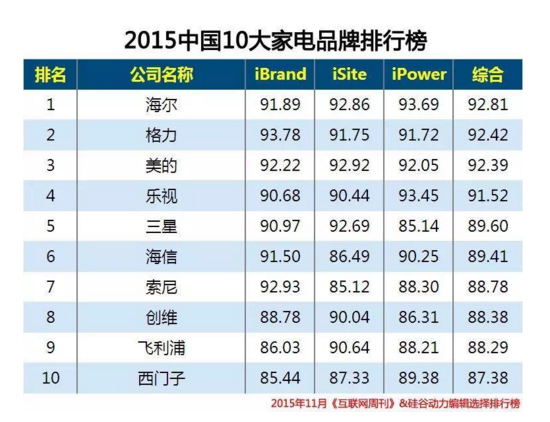 2015中国10大家电品牌排行榜
排名 公司名称 iBrand iSite iPower 综合
1 海尔 91.89 92.86 93.69 92.81
2 格力 93.78 91.75 91.72 92.42
3 美的 92.22 92.92 92.05 92.39
4 乐视 90.68 90.44 93.45 91.52
5 三星 90.97 92.69 85.14 89.60
6 海信 91.50 86.49 90.25 89.41
7 索尼 92.93 85.12 88.30 88.78
8 创维 88.78 90.04 86.31 88.38
9 飞利浦 86.03 90.64 88.21 88.29
10 西门子 85.44 87.33 89.38 87.38
2015年11月《互联网周刊》&硅谷动力编辑选择排行榜